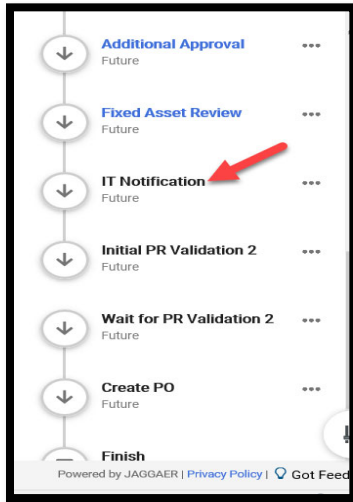 Additional Approval
Future
Fixed Asset Review
Future
IT Notification
Future
Initial PR Validation 2
Future
Wait for PR Validation 2
Future
Create PO
Future
Finish
Powered by JAGGAER | Privacy Policy | Got Feed